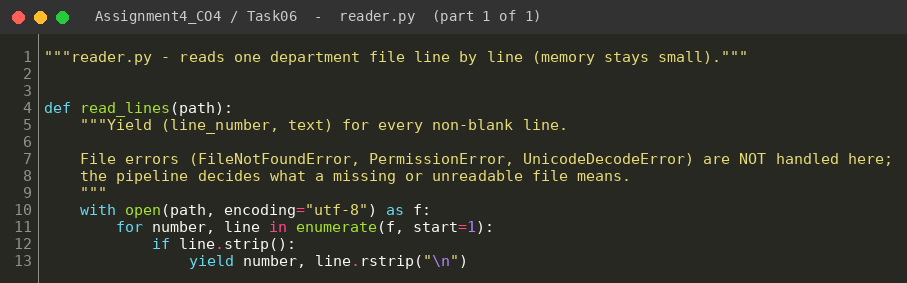 Assignment4_CO4 / Task06  -  reader.py  (part 1 of 1)
1 """reader.py - reads one department file line by line (memory stays small)."""
2
3
4 def read_lines(path):
5     """Yield (line_number, text) for every non-blank line.
6
7     File errors (FileNotFoundError, PermissionError, UnicodeDecodeError) are NOT handled here;
8     the pipeline decides what a missing or unreadable file means.
9     """
10     with open(path, encoding="utf-8") as f:
11         for number, line in enumerate(f, start=1):
12             if line.strip():
13                 yield number, line.rstrip("\n")